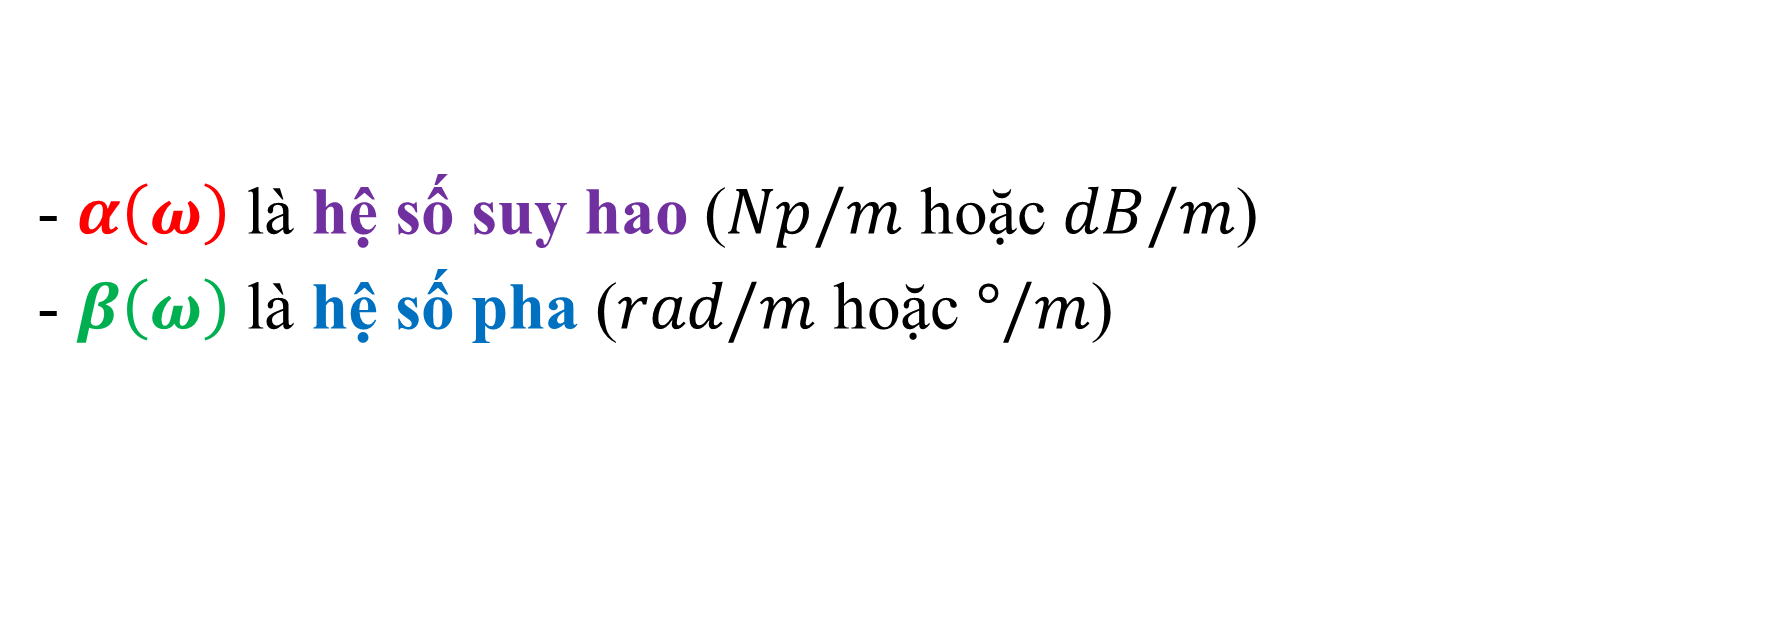 - α(ω) là hệ số suy hao (Np/m hoặc dB/m)
- β(ω) là hệ số pha (rad/m hoặc °/m)